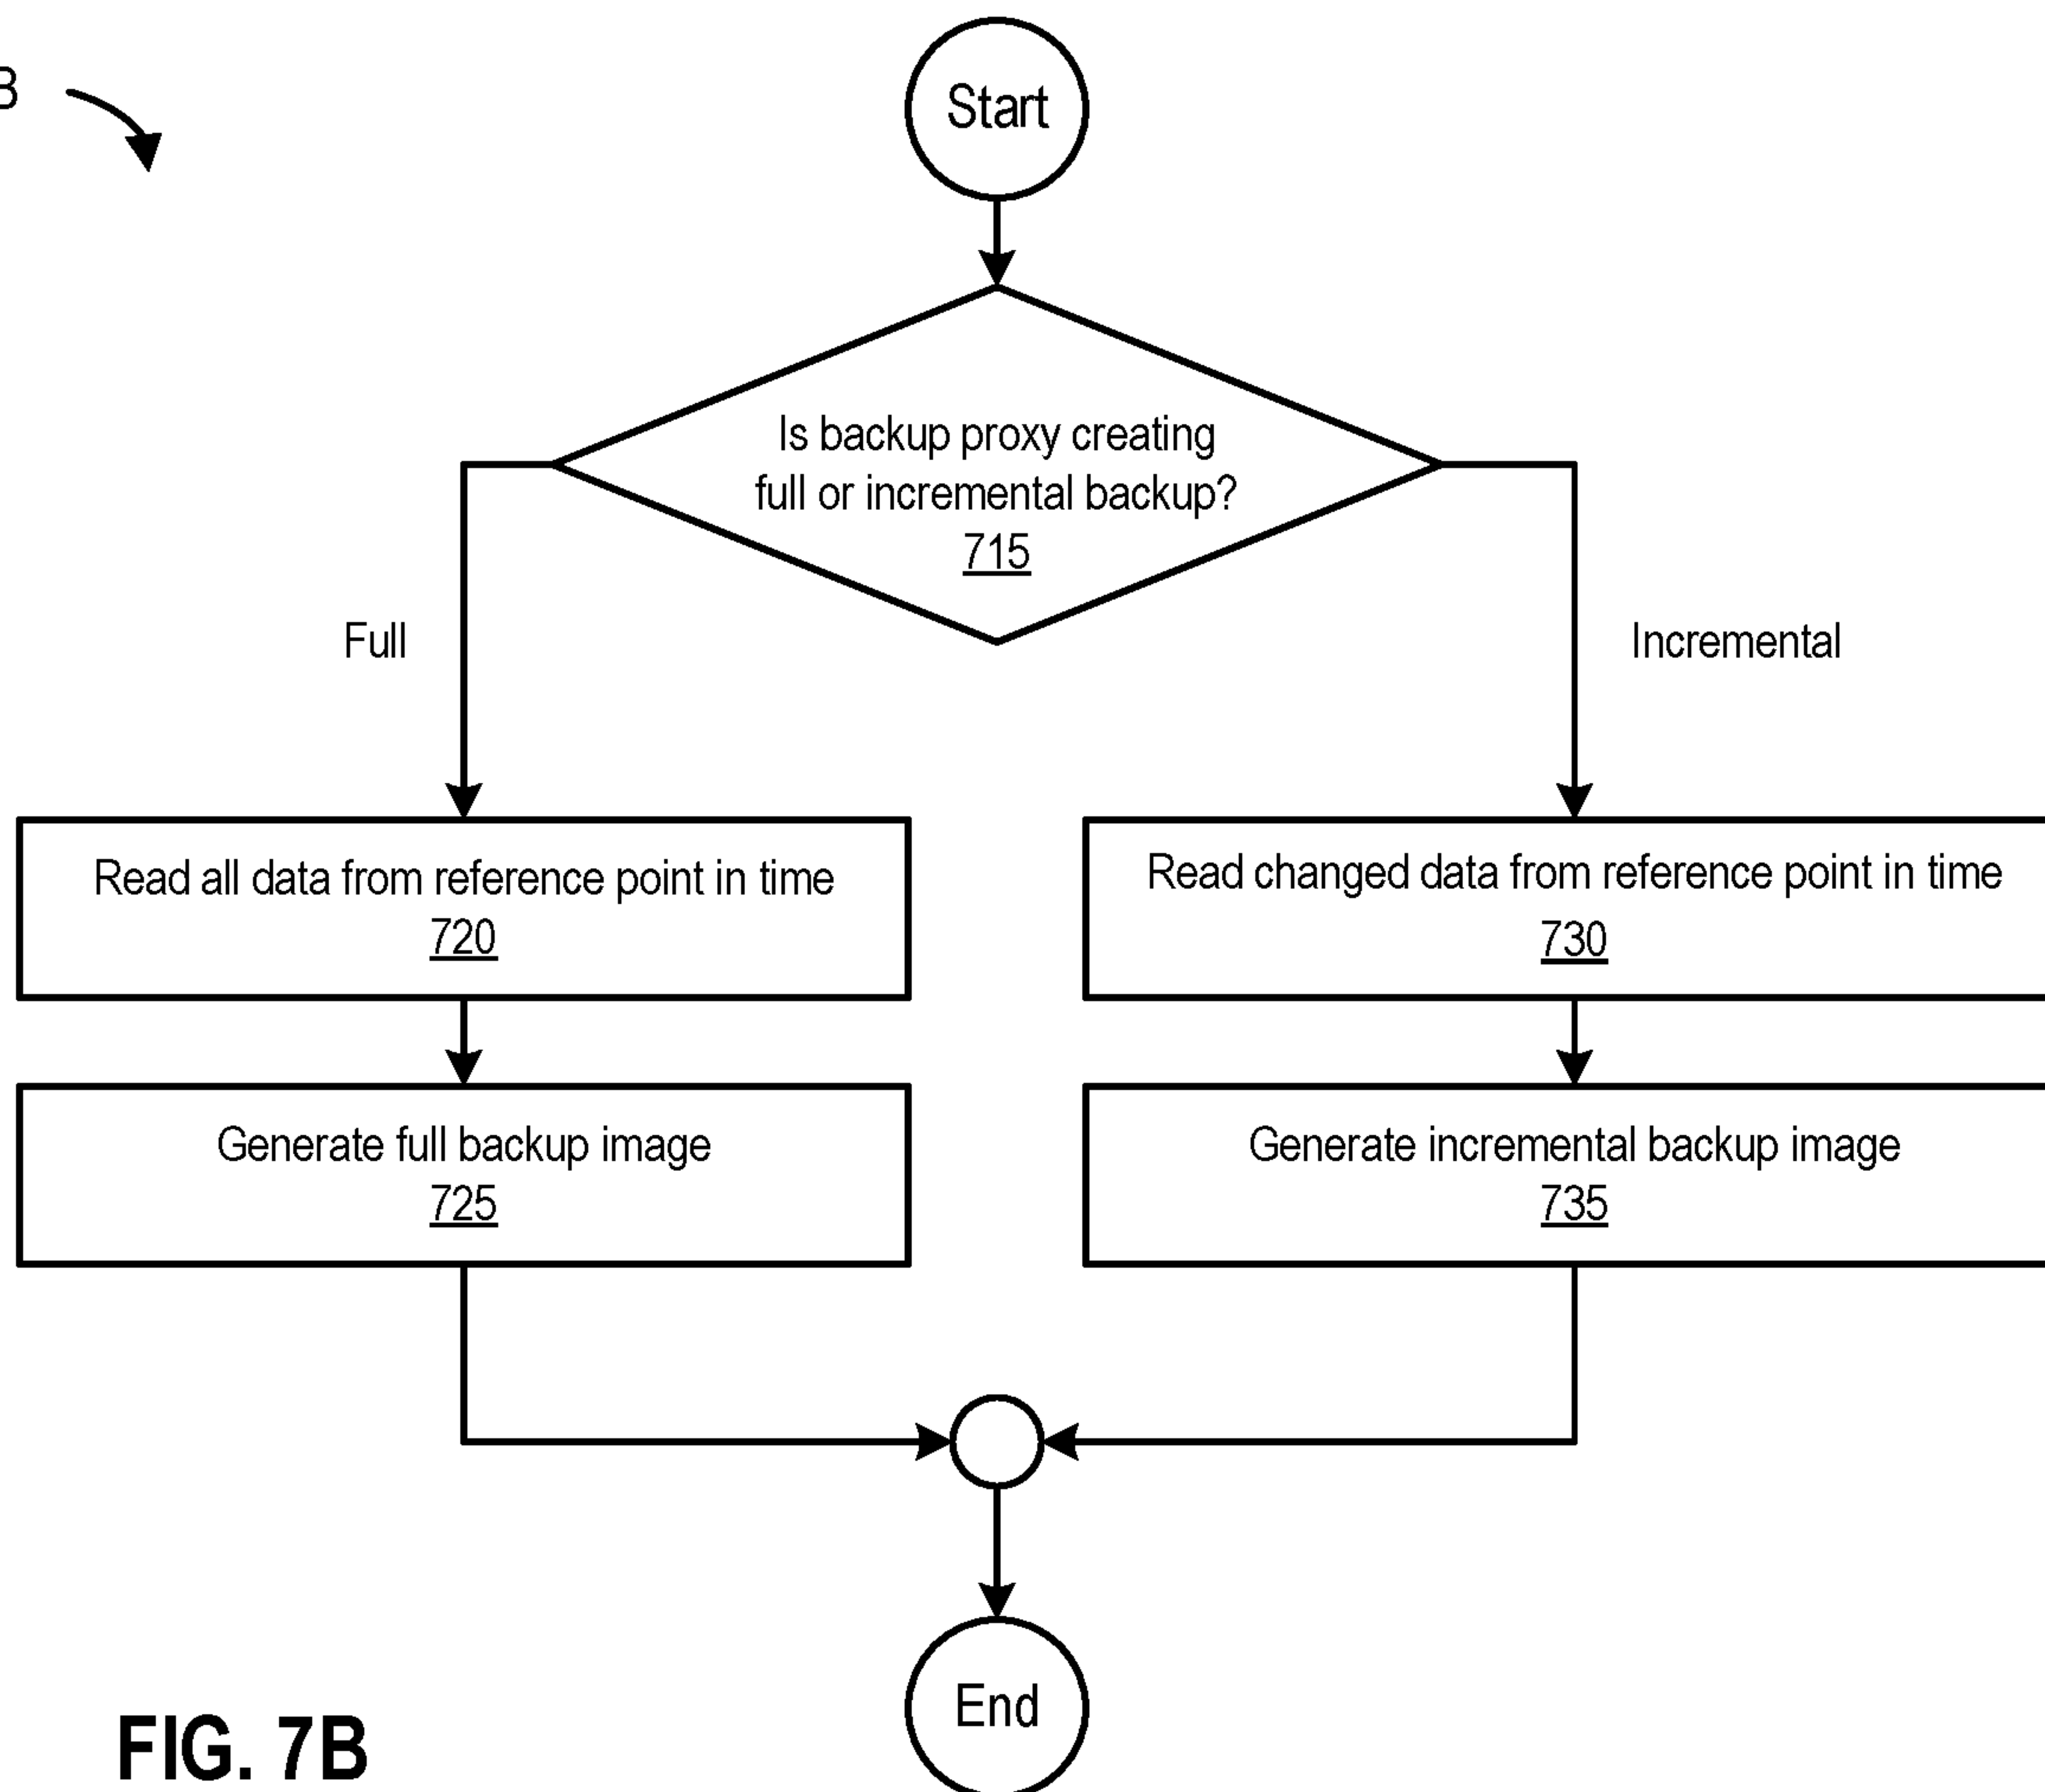 B
Start
Is backup proxy creating
full or incremental backup?
715
Full
Incremental
Read all data from reference point in time
720
Read changed data from reference point in time
730
Generate full backup image
725
Generate incremental backup image
735
End
FIG. 7B